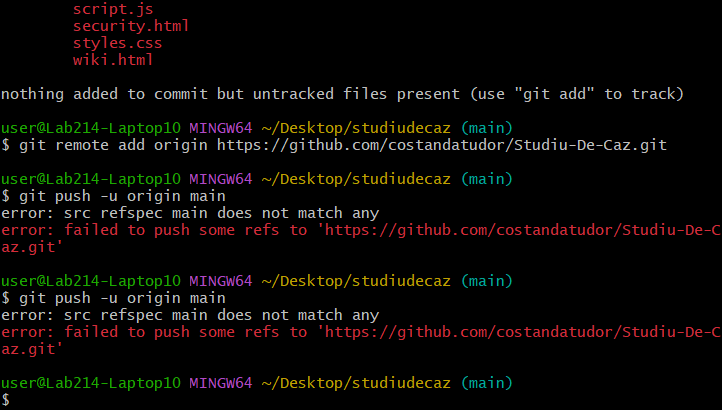 script.js
security.html
styles.css
wiki.html
nothing added to commit but untracked files present (use "git add" to track)
user@Lab214-Laptop10 MINGW64 ~/Desktop/studiudecaz (main)
$ git remote add origin https://github.com/costandatudor/Studiu-De-Caz.git
user@Lab214-Laptop10 MINGW64 ~/Desktop/studiudecaz (main)
$ git push -u origin main
error: src refspec main does not match any
error: failed to push some refs to 'https://github.com/costandatudor/Studiu-De-C
az.git'
user@Lab214-Laptop10 MINGW64 ~/Desktop/studiudecaz (main)
$ git push -u origin main
error: src refspec main does not match any
error: failed to push some refs to 'https://github.com/costandatudor/Studiu-De-C
az.git'
user@Lab214-Laptop10 MINGW64 ~/Desktop/studiudecaz (main)
$